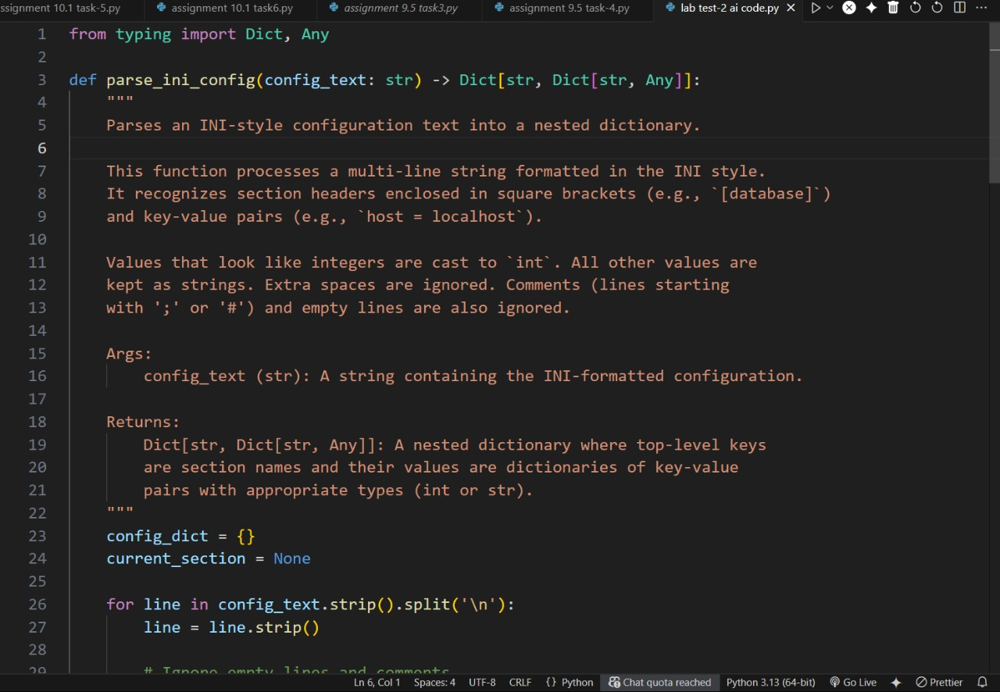 ssignment 10.1 task-5.py assignment 10.1 task6.py assignment 9.5 task3.py assignment 9.5 task-4.py lab test-2 ai code.py
1 from typing import Dict, Any
2
3 def parse_ini_config(config_text: str) -> Dict[str, Dict[str, Any]]:
4 """
5 Parses an INI-style configuration text into a nested dictionary.
6
7 This function processes a multi-line string formatted in the INI style.
8 It recognizes section headers enclosed in square brackets (e.g., `[database]`)
9 and key-value pairs (e.g., `host = localhost`).
10
11 Values that look like integers are cast to `int`. All other values are
12 kept as strings. Extra spaces are ignored. Comments (lines starting
13 with ';' or '#') and empty lines are also ignored.
14
15 Args:
16 config_text (str): A string containing the INI-formatted configuration.
17
18 Returns:
19 Dict[str, Dict[str, Any]]: A nested dictionary where top-level keys
20 are section names and their values are dictionaries of key-value
21 pairs with appropriate types (int or str).
22 """
23 config_dict = {}
24 current_section = None
25
26 for line in config_text.strip().split('\n'):
27 line = line.strip()
28
29 # Ignore empty lines and comments
Ln 6, Col 1 Spaces: 4 UTF-8 CRLF {} Python Chat quota reached Python 3.13 (64-bit) Go Live Prettier